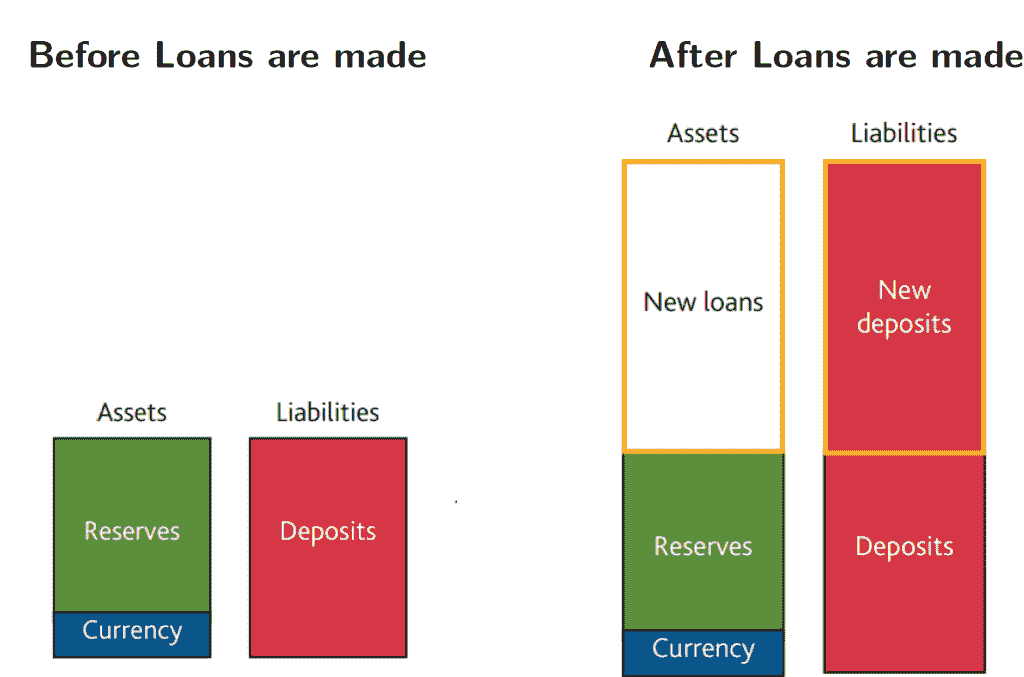 Before Loans are made
Assets
Liabilities
Reserves
Deposits
Currency
After Loans are made
Assets
Liabilities
New loans
New
deposits
Reserves
Deposits
Currency